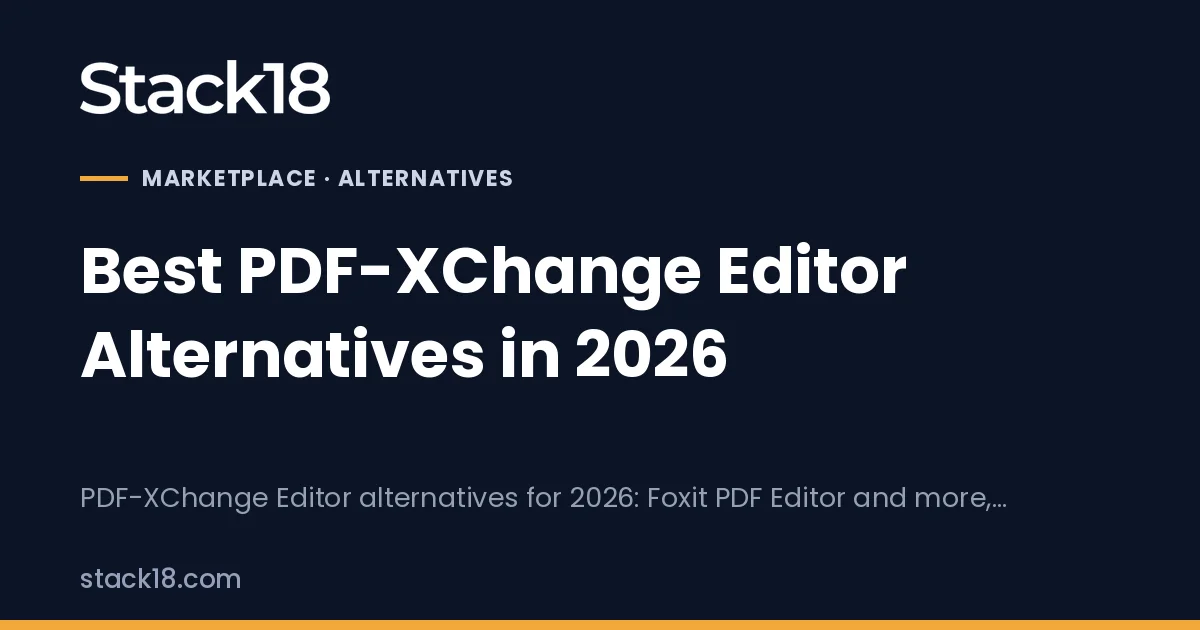 Stack18
MARKETPLACE · ALTERNATIVES
Best PDF-XChange Editor
Alternatives in 2026
PDF-XChange Editor alternatives for 2026: Foxit PDF Editor and more,...
stack18.com